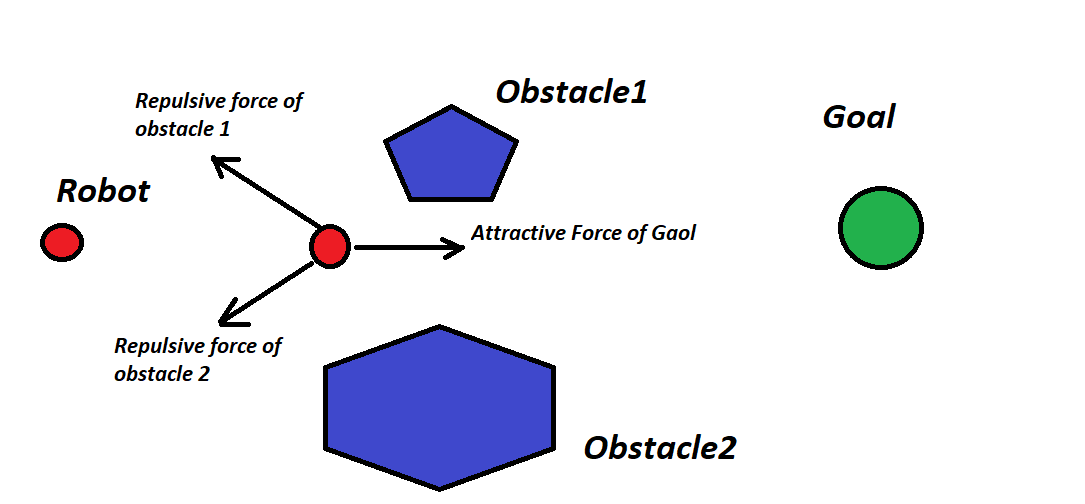 Obstacle1
Repulsive force of
obstacle 1
Goal
Robot
Attractive Force of Gaol
Repulsive force of
obstacle 2
Obstacle2